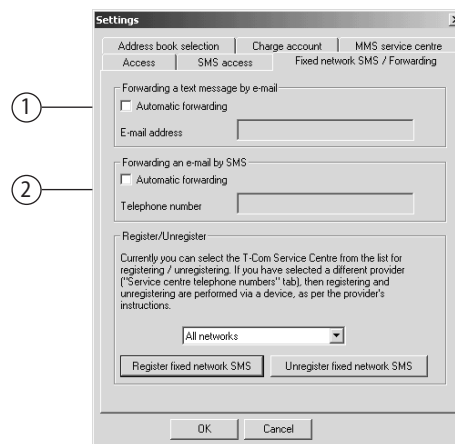 Settings
Address book selection
Charge account
MMS service centre
Access
SMS access
Fixed network SMS / Forwarding
Forwarding a text message by e-mail
1
Automatic forwarding
E-mail address
Forwarding an e-mail by SMS
2
Automatic forwarding
Telephone number
Register/Unregister
Currently you can select the T-Com Service Centre from the list for
registering / unregistering. If you have selected a different provider
("Service centre telephone numbers" tab), then registering and
unregistering are performed via a device, as per the provider's
instructions.
All networks
Register fixed network SMS
Unregister fixed network SMS
OK
Cancel